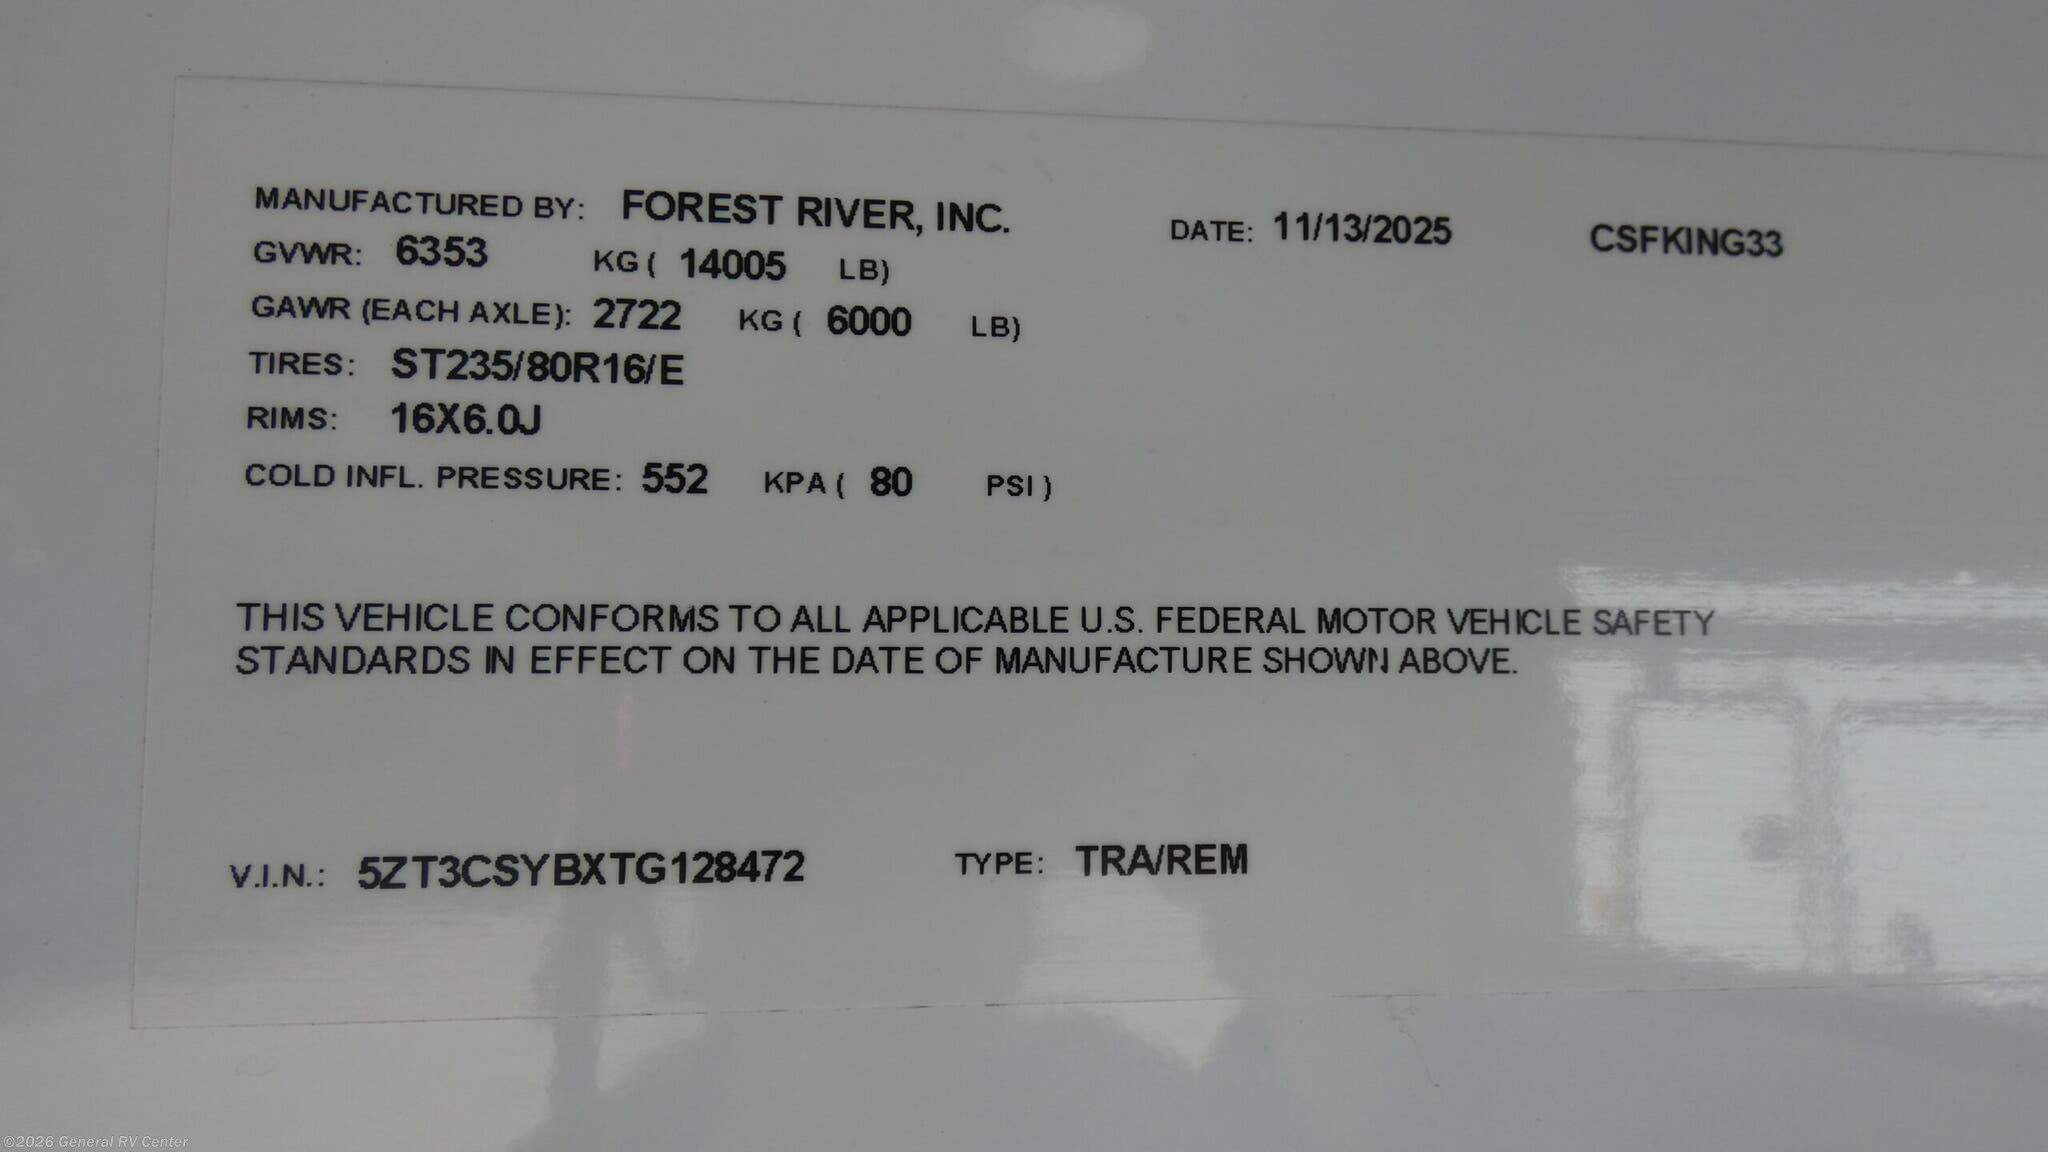 MANUFACTURED BY: FOREST RIVER, INC. DATE: 11/13/2025 CSFKING33
GVWR: 6353 KG ( 14005 LB)
GAWR (EACH AXLE): 2722 KG ( 6000 LB)
TIRES: ST235/80R16/E
RIMS: 16X6.0J
COLD INFL. PRESSURE: 552 KPA ( 80 PSI )
THIS VEHICLE CONFORMS TO ALL APPLICABLE U.S. FEDERAL MOTOR VEHICLE SAFETY
STANDARDS IN EFFECT ON THE DATE OF MANUFACTURE SHOWN ABOVE.
V.I.N.: 5ZT3CSYBXTG128472 TYPE: TRA/REM
©2026 General RV Center